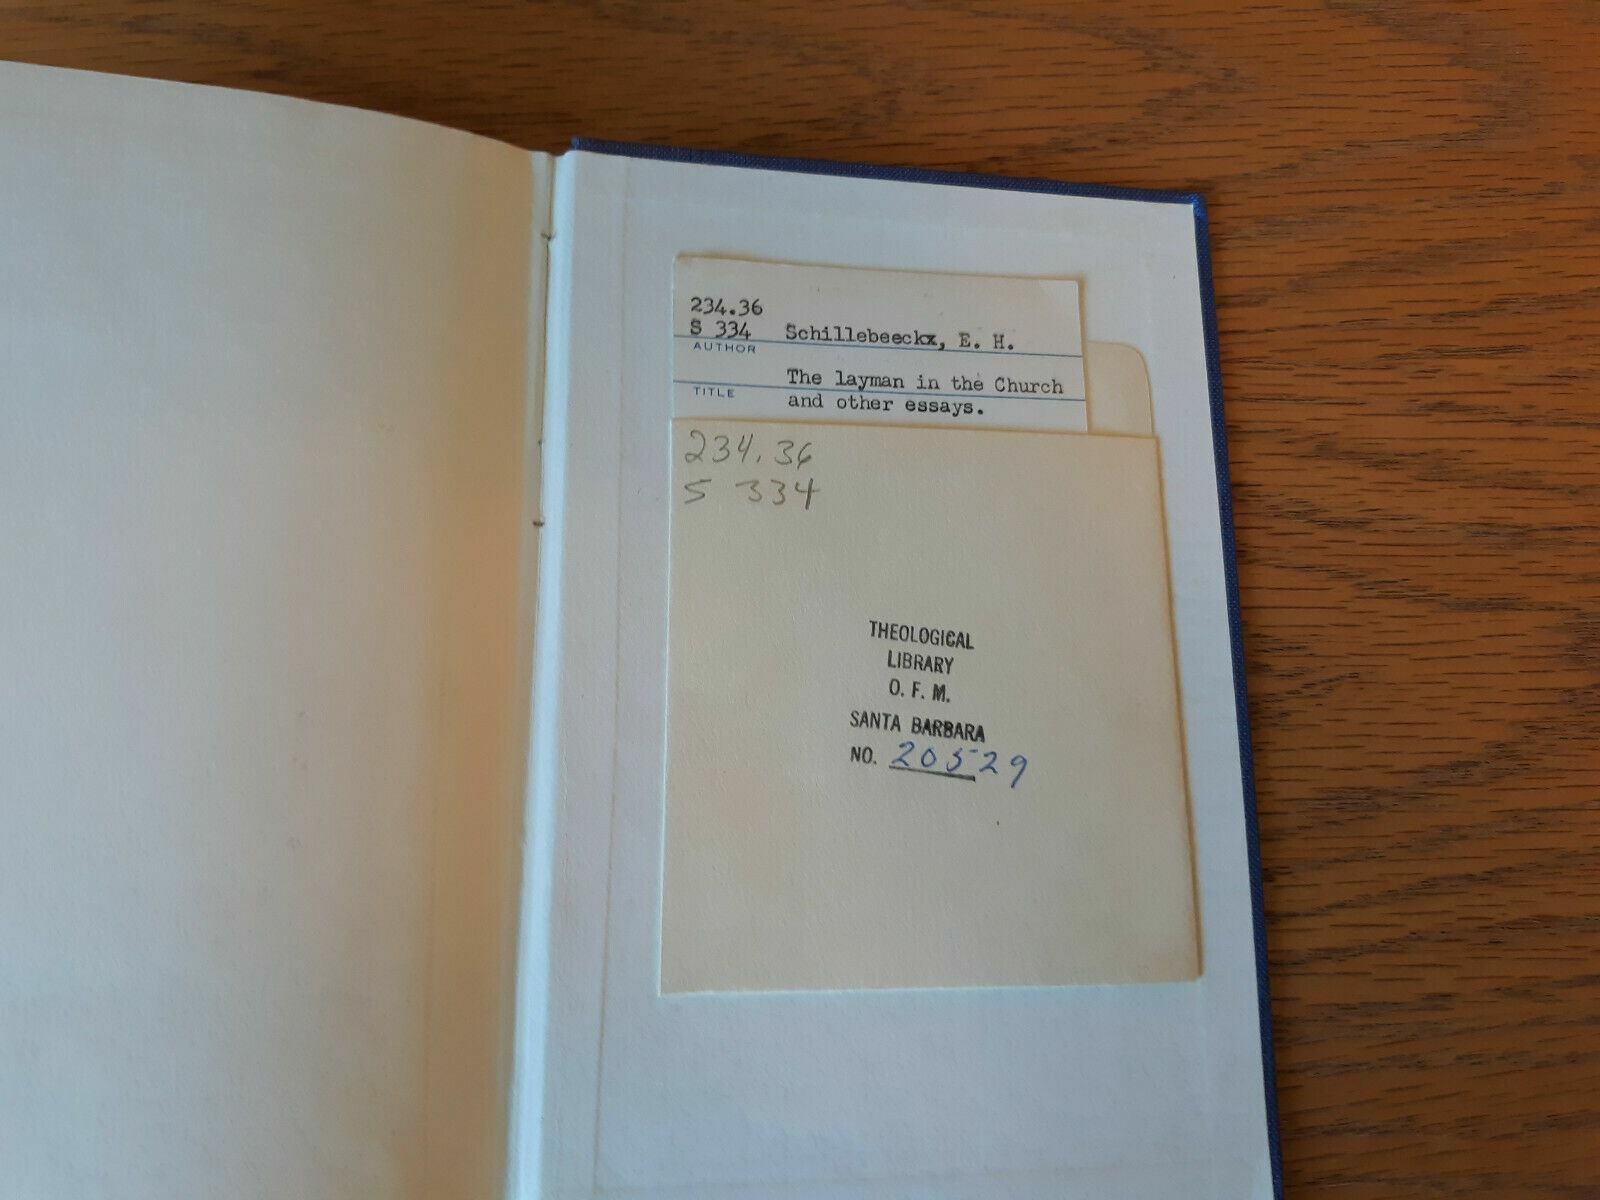 234.36
S 334 Schillebeeckx, E. H.
AUTHOR
The layman in the Church
TITLE
and other essays.
234.36
S 334
THEOLOGICAL
LIBRARY
O. F. M.
SANTA BARBARA
NO. 20529